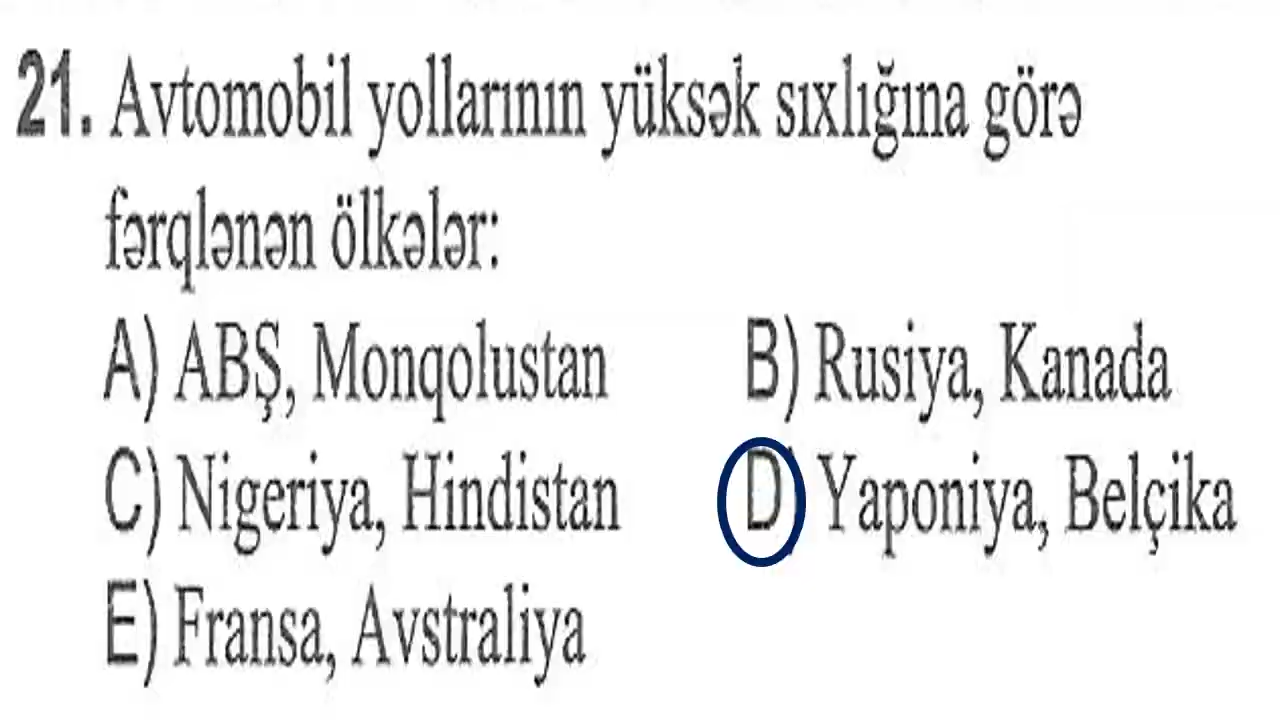 21. Avtomobil yollarının yüksək sıxlığına görə
fərqlənən ölkələr:
A) ABŞ, Monqolustan B) Rusiya, Kanada
C) Nigeriya, Hindistan D) Yaponiya, Belçika
E) Fransa, Avstraliya